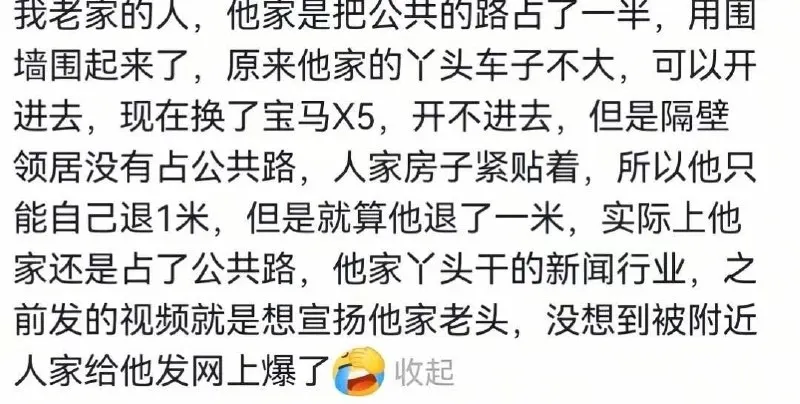 我老家的人，他家是把公共的路占了一半，用围
墙围起来了，原来他家的丫头车子不大，可以开
进去，现在换了宝马X5，开不进去，但是隔壁
领居没有占公共路，人家房子紧贴着，所以他只
能自己退1米，但是就算他退了一米，实际上他
家还是占了公共路，他家丫头干的新闻行业，之
前发的视频就是想宣扬他家老头，没想到被附近
人家给他发网上爆了 收起